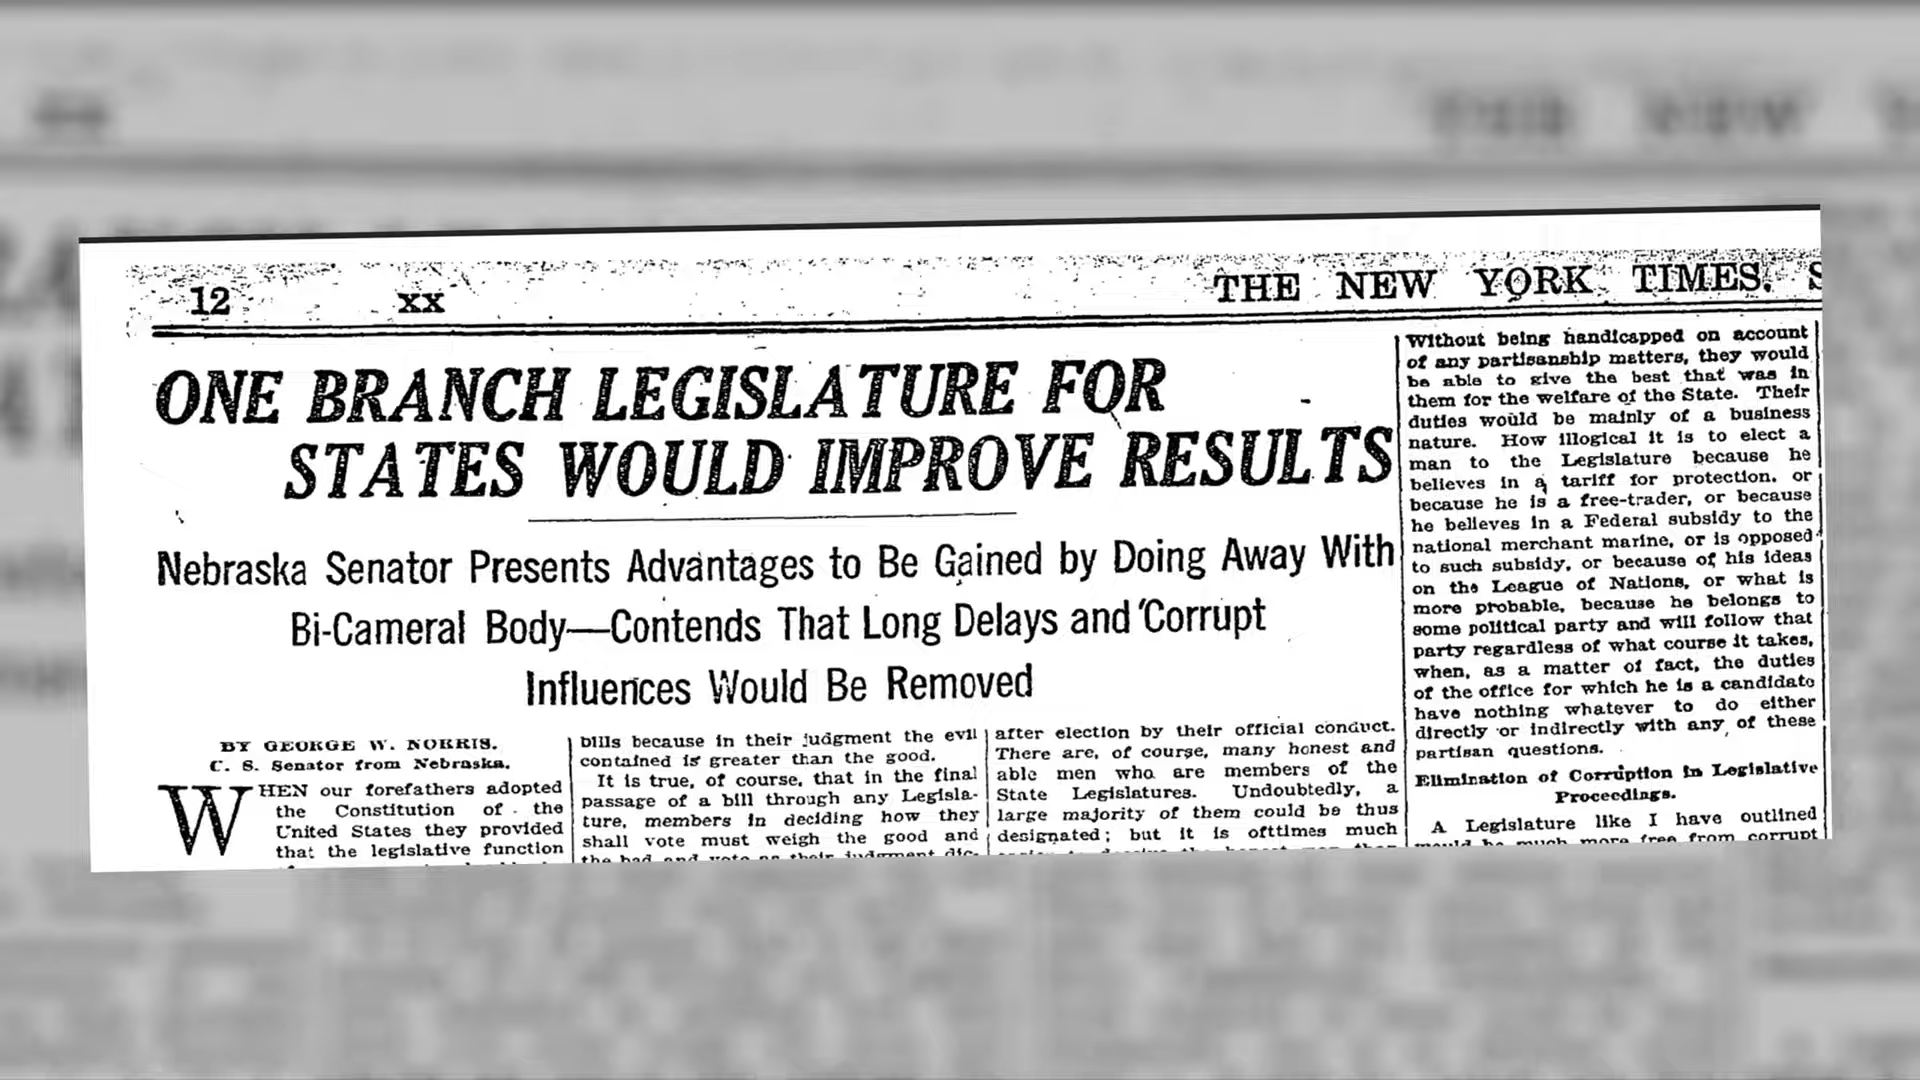 12 XX THE NEW YORK TIMES, S
ONE BRANCH LEGISLATURE FOR
STATES WOULD IMPROVE RESULTS
Nebraska Senator Presents Advantages to Be Gained by Doing Away With
Bi-Cameral Body—Contends That Long Delays and Corrupt
Influences Would Be Removed
BY GEORGE W. NORRIS.
U. S. Senator from Nebraska.
WHEN our forefathers adopted
the Constitution of the
United States they provided
that the legislative function
bills because in their judgment the evil
contained is greater than the good.
It is true, of course, that in the final
passage of a bill through any Legisla-
ture, members in deciding how they
shall vote must weigh the good and
the bad and vote as their judgment dic-
after election by their official conduct.
There are, of course, many honest and
able men who are members of the
State Legislatures. Undoubtedly, a
large majority of them could be thus
designated; but it is ofttimes much
Without being handicapped on account
of any partisanship matters, they would
be able to give the best that was in
them for the welfare of the State. Their
duties would be mainly of a business
nature. How illogical it is to elect a
man to the Legislature because he
believes in a tariff for protection, or
because he is a free-trader, or because
he believes in a Federal subsidy to the
national merchant marine, or is opposed
to such subsidy, or because of his ideas
on the League of Nations, or what is
more probable, because he belongs to
some political party and will follow that
party regardless of what course it takes,
when, as a matter of fact, the duties
of the office for which he is a candidate
have nothing whatever to do either
directly or indirectly with any of these
partisan questions.
Elimination of Corruption in Legislative
Proceedings.
A Legislature like I have outlined
would be much more free from corrupt